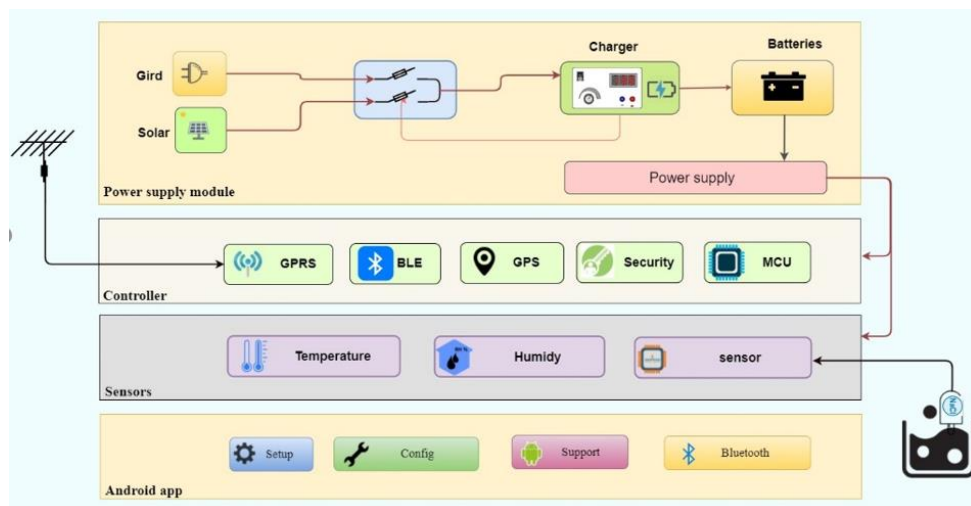 Gird
Solar
Charger
Batteries
Power supply
Power supply module
GPRS
BLE
GPS
Security
MCU
Controller
Temperature
Humidy
sensor
Sensors
NaCl
Setup
Config
Support
Bluetooth
Android app